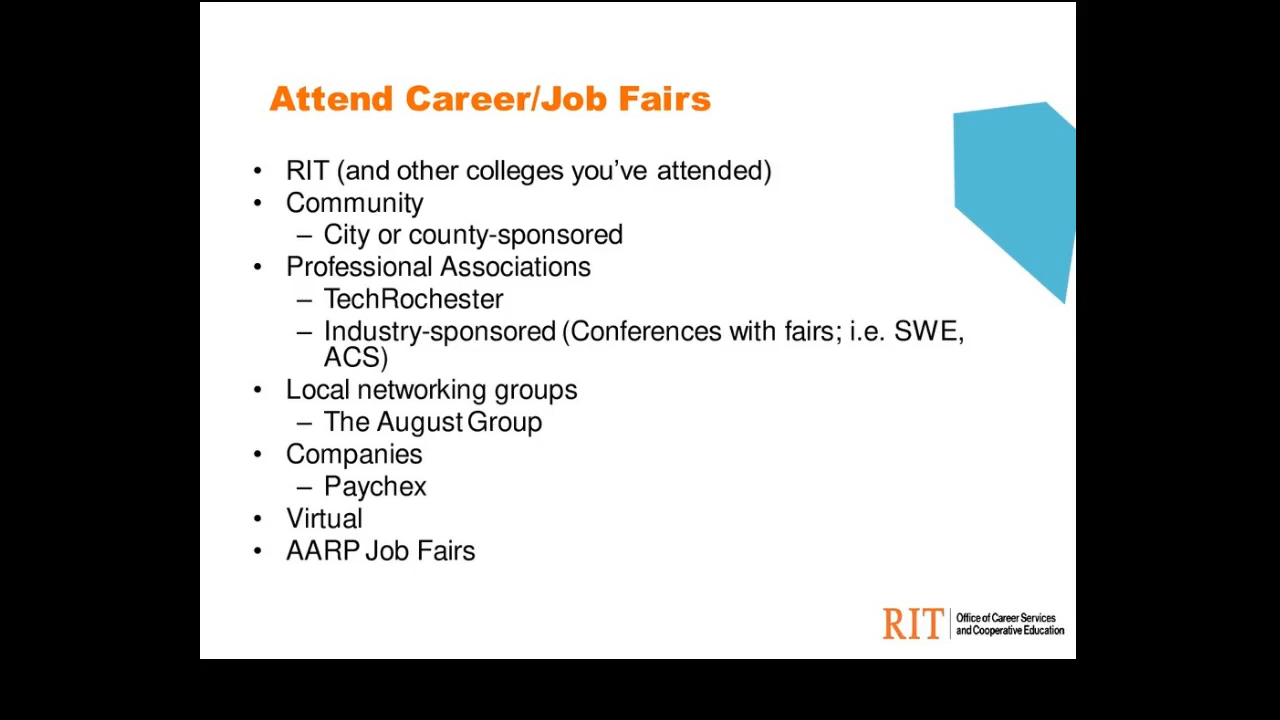 Attend Career/Job Fairs
• RIT (and other colleges you’ve attended)
• Community
– City or county-sponsored
• Professional Associations
– TechRochester
– Industry-sponsored (Conferences with fairs; i.e. SWE,
ACS)
• Local networking groups
– The August Group
• Companies
– Paychex
• Virtual
• AARP Job Fairs
RIT
Office of Career Services
and Cooperative Education